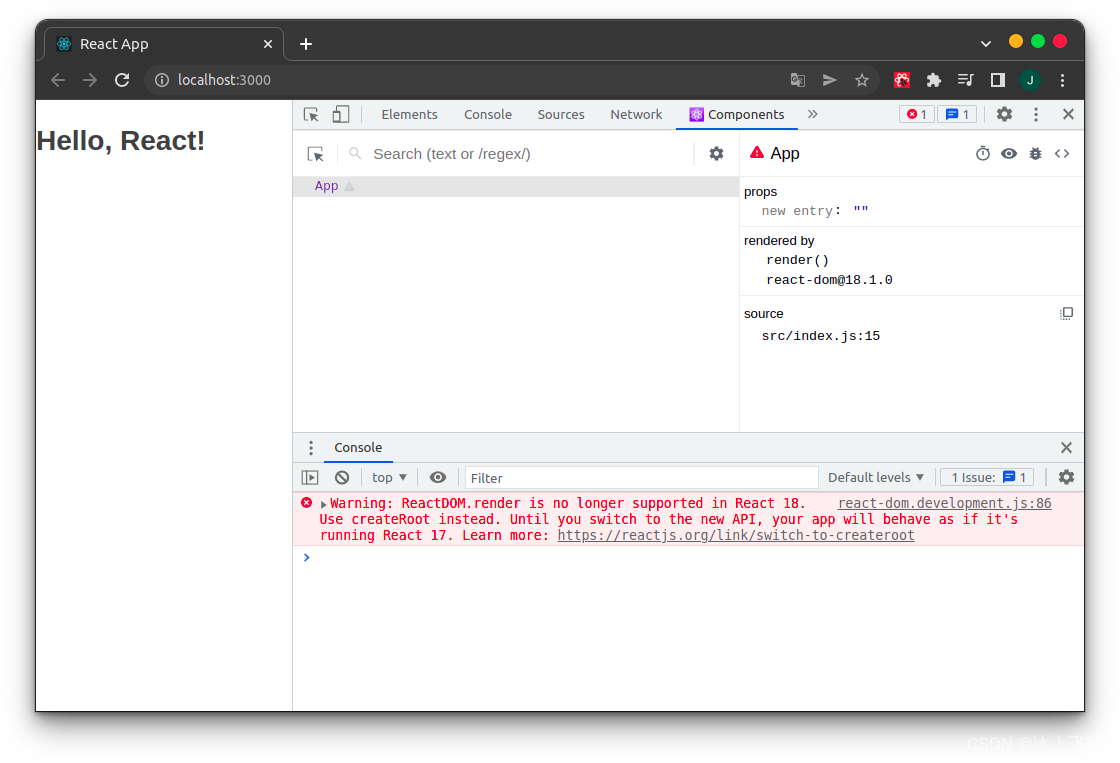 React App
localhost:3000
J
Hello, React!
Elements Console Sources Network Components 1 1
Search (text or /regex/)
App
App
props
new entry: ""
rendered by
render()
react-dom@18.1.0
source
src/index.js:15
Console
top Filter Default levels 1 Issue: 1
Warning: ReactDOM.render is no longer supported in React 18. react-dom.development.js:86
Use createRoot instead. Until you switch to the new API, your app will behave as if it's
running React 17. Learn more: https://reactjs.org/link/switch-to-createroot
CSDN